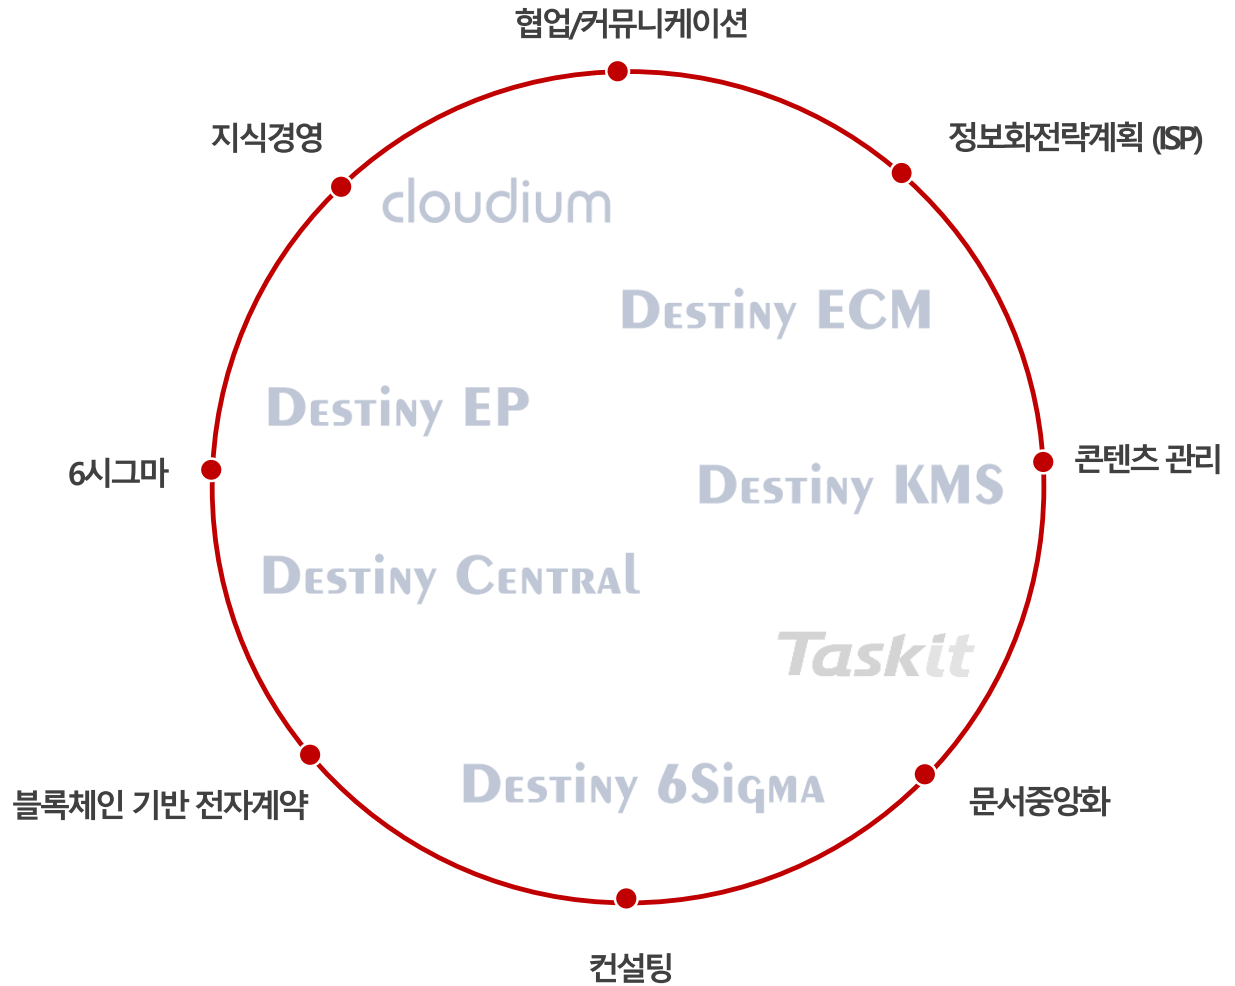 협업/커뮤니케이션
지식경영
정보화전략계획 (ISP)
cloudium
Destiny ECM
Destiny EP
6시그마
콘텐츠 관리
Destiny KMS
Destiny Central
Taskit
Destiny 6Sigma
블록체인 기반 전자계약
문서중앙화
컨설팅